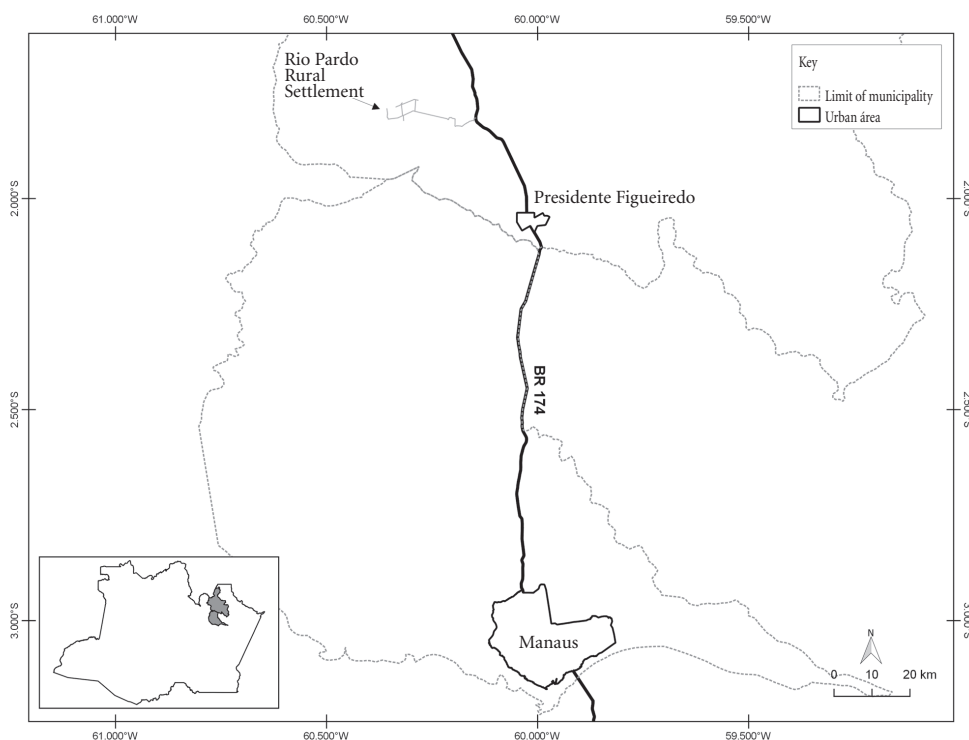 61.000°W
60.500°W
60.000°W
59.500°W
Rio Pardo
Rural
Settlement
Key
Limit of municipality
Urban área
2.000°S
2.000°S
Presidente Figueiredo
BR 174
2.500°S
2.500°S
3.000°S
3.000°S
Manaus
N
0 10 20 km
61.000°W
60.500°W
60.000°W
59.500°W